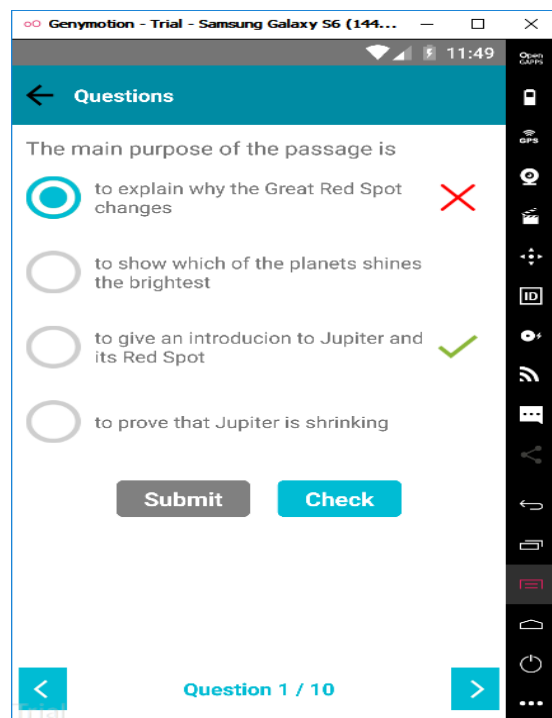 Genymotion - Trial - Samsung Galaxy S6 (144...
11:49
Open
GAPPS
Questions
GPS
The main purpose of the passage is
to explain why the Great Red Spot
changes
to show which of the planets shines
the brightest
ID
to give an introducion to Jupiter and
its Red Spot
to prove that Jupiter is shrinking
Submit
Check
Question 1 / 10
Trial